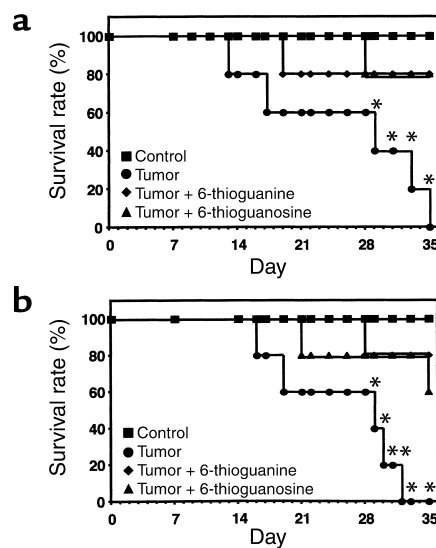 a
Survival rate (%)
100
80
60
40
20
0
*
* *
*
Control
Tumor
Tumor + 6-thioguanine
Tumor + 6-thioguanosine
0 7 14 21 28 35
Day
b
Survival rate (%)
100
80
60
40
20
0
*
*
**
* *
Control
Tumor
Tumor + 6-thioguanine
Tumor + 6-thioguanosine
0 7 14 21 28 35
Day